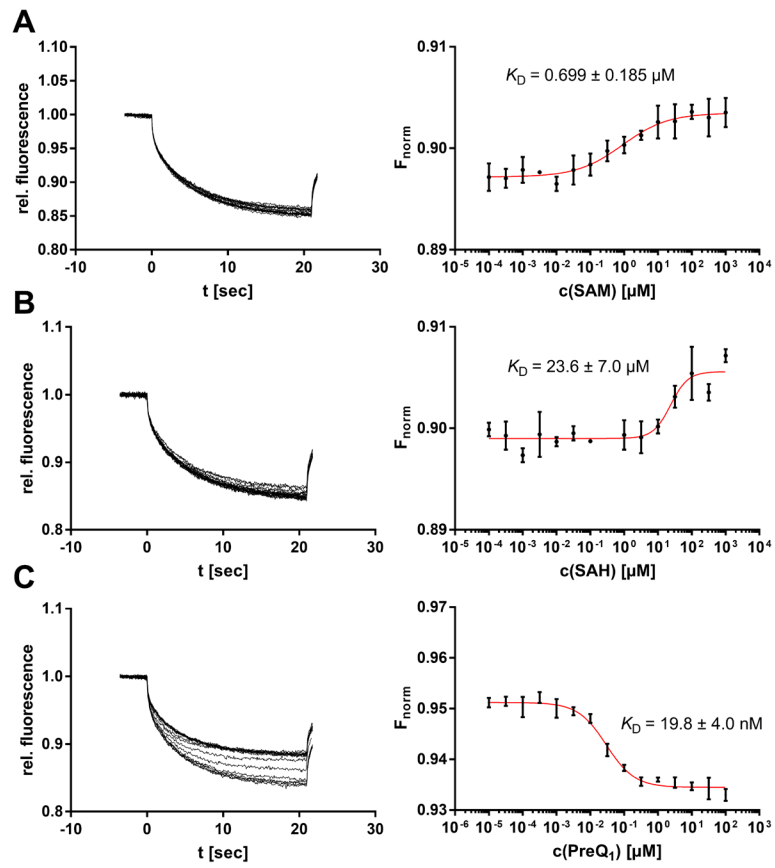 A
rel. fluorescence
1.10
1.05
1.00
0.95
0.90
0.85
0.80
-10 0 10 20 30
t [sec]
F_norm
0.91
0.90
0.89
K_D = 0.699 ± 0.185 µM
10⁻⁵ 10⁻⁴ 10⁻³ 10⁻² 10⁻¹ 10⁰ 10¹ 10² 10³ 10⁴
c(SAM) [µM]
B
rel. fluorescence
1.1
1.0
0.9
0.8
-10 0 10 20 30
t [sec]
F_norm
0.91
0.90
0.89
K_D = 23.6 ± 7.0 µM
10⁻⁵ 10⁻⁴ 10⁻³ 10⁻² 10⁻¹ 10⁰ 10¹ 10² 10³ 10⁴
c(SAH) [µM]
C
rel. fluorescence
1.1
1.0
0.9
0.8
-10 0 10 20 30
t [sec]
F_norm
0.97
0.96
0.95
0.94
0.93
K_D = 19.8 ± 4.0 nM
10⁻⁶ 10⁻⁵ 10⁻⁴ 10⁻³ 10⁻² 10⁻¹ 10⁰ 10¹ 10² 10³
c(PreQ₁) [µM]